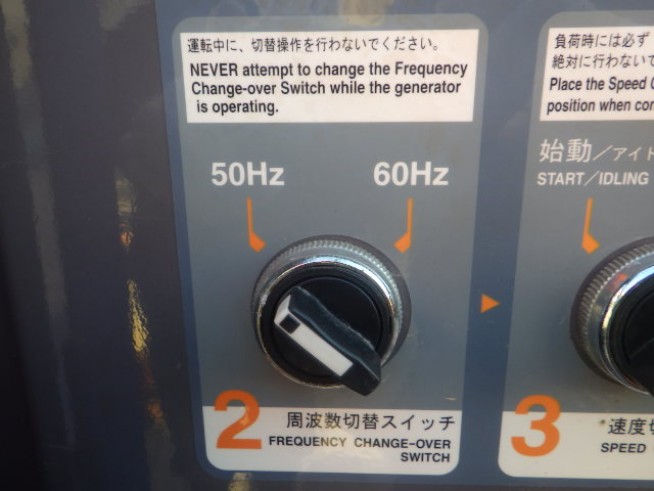 運転中に、切替操作を行わないでください。
NEVER attempt to change the Frequency
Change-over Switch while the generator
is operating.
50Hz
60Hz
2
周波数切替スイッチ
FREQUENCY CHANGE-OVER
SWITCH
負荷時には必ず
絶対に行わない
Place the Speed
position when
始動/アイド
START/IDLING
3
速度切
SPEED